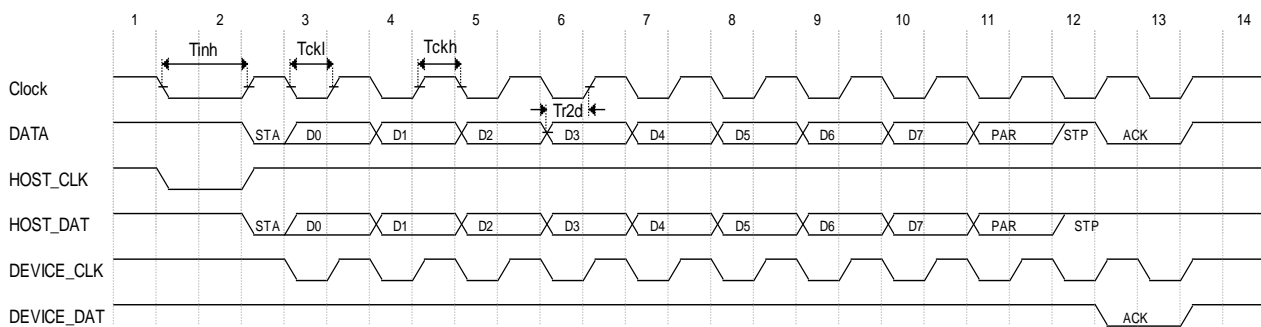 1 2 3 4 5 6 7 8 9 10 11 12 13 14
Tinh Tckl Tckh
Clock
Tr2d
DATA STA D0 D1 D2 D3 D4 D5 D6 D7 PAR STP ACK
HOST_CLK
HOST_DAT STA D0 D1 D2 D3 D4 D5 D6 D7 PAR STP
DEVICE_CLK
DEVICE_DAT ACK